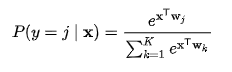 P(y = j | x) = e^{x^⊤ w_j} / ∑_{k=1}^{K} e^{x^⊤ w_k}